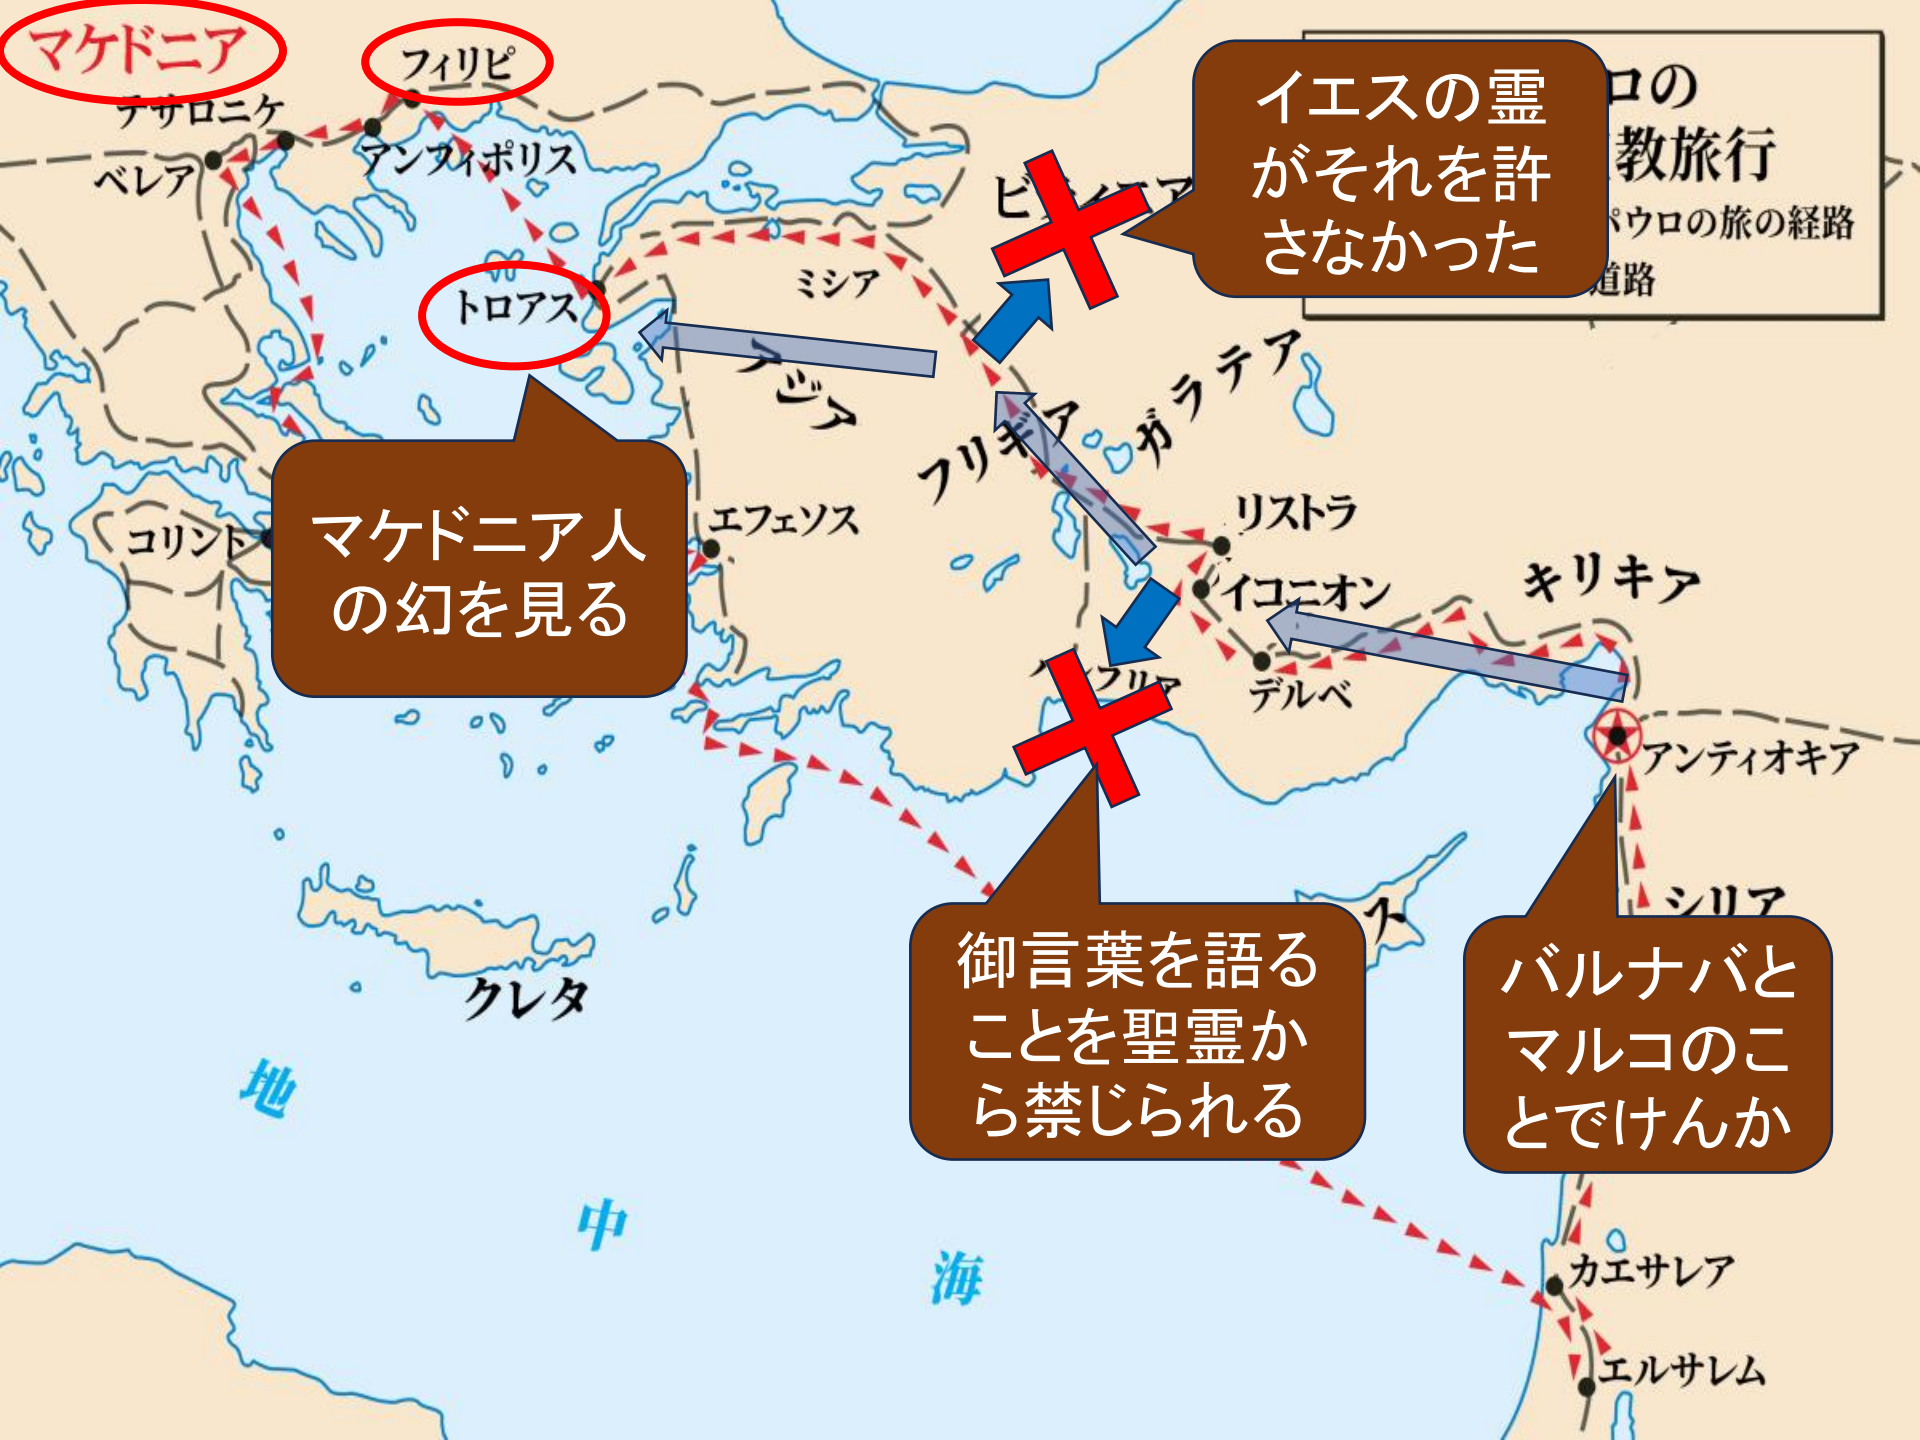 マケドニア
フィリピ
テサロニケ
アンフィポリス
ベレア
イエスの霊
がそれを許
さなかった
ロの
教旅行
パウロの旅の経路
道路
ミシア
トロアス
アジア
ガラテア
フリギア
マケドニア人
の幻を見る
コリント
エフェソス
リストラ
イコニオン
キリキア
デルベ
アンティオキア
シリア
御言葉を語る
ことを聖霊か
ら禁じられる
ス
バルナバと
マルコのこ
とでけんか
クレタ
地
中
海
カエサレア
エルサレム